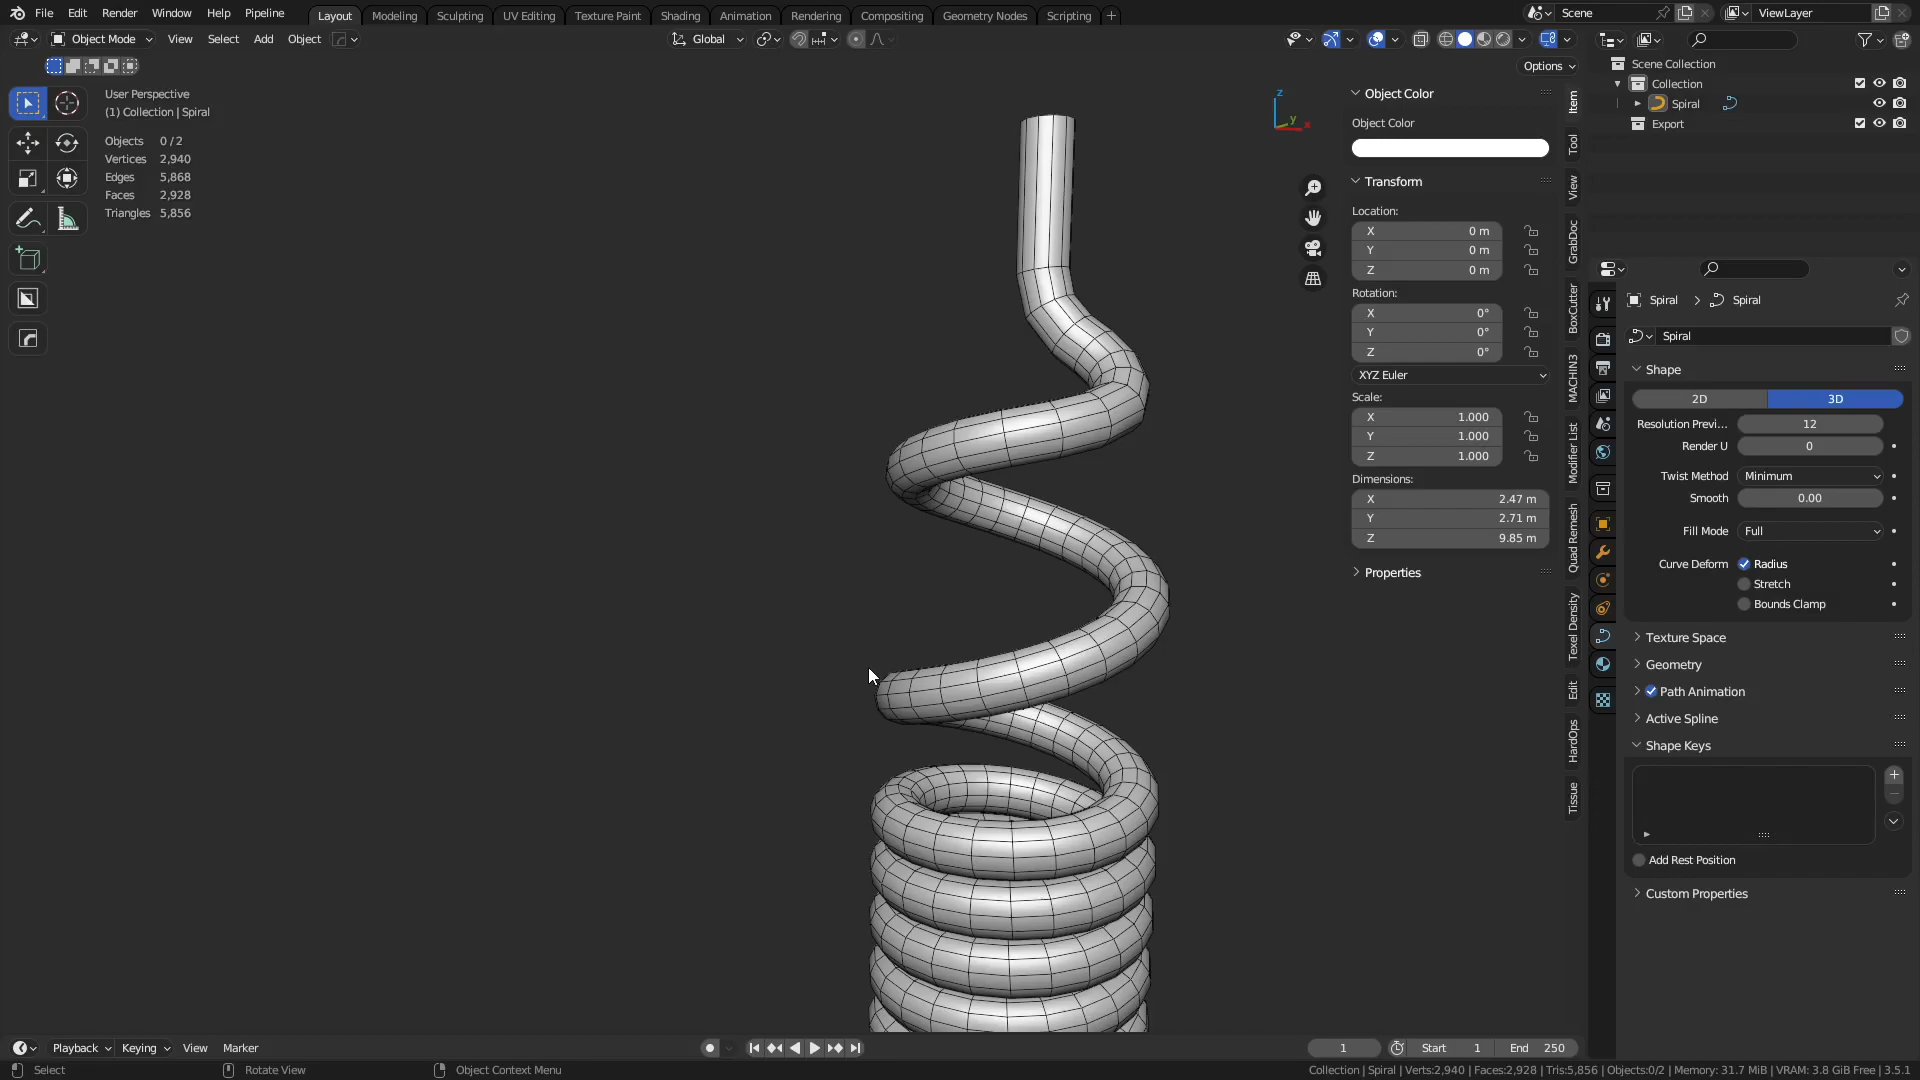 File Edit Render Window Help Pipeline Layout Modeling Sculpting UV Editing Texture Paint Shading Animation Rendering Compositing Geometry Nodes Scripting + Scene ViewLayer
Object Mode View Select Add Object Global
Options
User Perspective
(1) Collection | Spiral
Objects 0 / 2
Vertices 2,940
Edges 5,868
Faces 2,928
Triangles 5,856
z
y
x
Object Color
Object Color
Transform
Location:
X 0 m
Y 0 m
Z 0 m
Rotation:
X 0°
Y 0°
Z 0°
XYZ Euler
Scale:
X 1.000
Y 1.000
Z 1.000
Dimensions:
X 2.47 m
Y 2.71 m
Z 9.85 m
Properties
Item
Tool
View
GrabDoc
BoxCutter
MACHIN3
Modifier List
Quad Remesh
Texel Density
Edit
HardOps
Tissue
Scene Collection
Collection
Spiral
Export
Spiral > Spiral
Spiral
Shape
2D 3D
Resolution Previ... 12
Render U 0
Twist Method Minimum
Smooth 0.00
Fill Mode Full
Curve Deform Radius
Stretch
Bounds Clamp
Texture Space
Geometry
Path Animation
Active Spline
Shape Keys
Add Rest Position
Custom Properties
Playback Keying View Marker 1 Start 1 End 250
Select Rotate View Object Context Menu Collection | Spiral | Verts:2,940 | Faces:2,928 | Tris:5,856 | Objects:0/2 | Memory: 31.7 MiB | VRAM: 3.8 GiB Free | 3.5.1